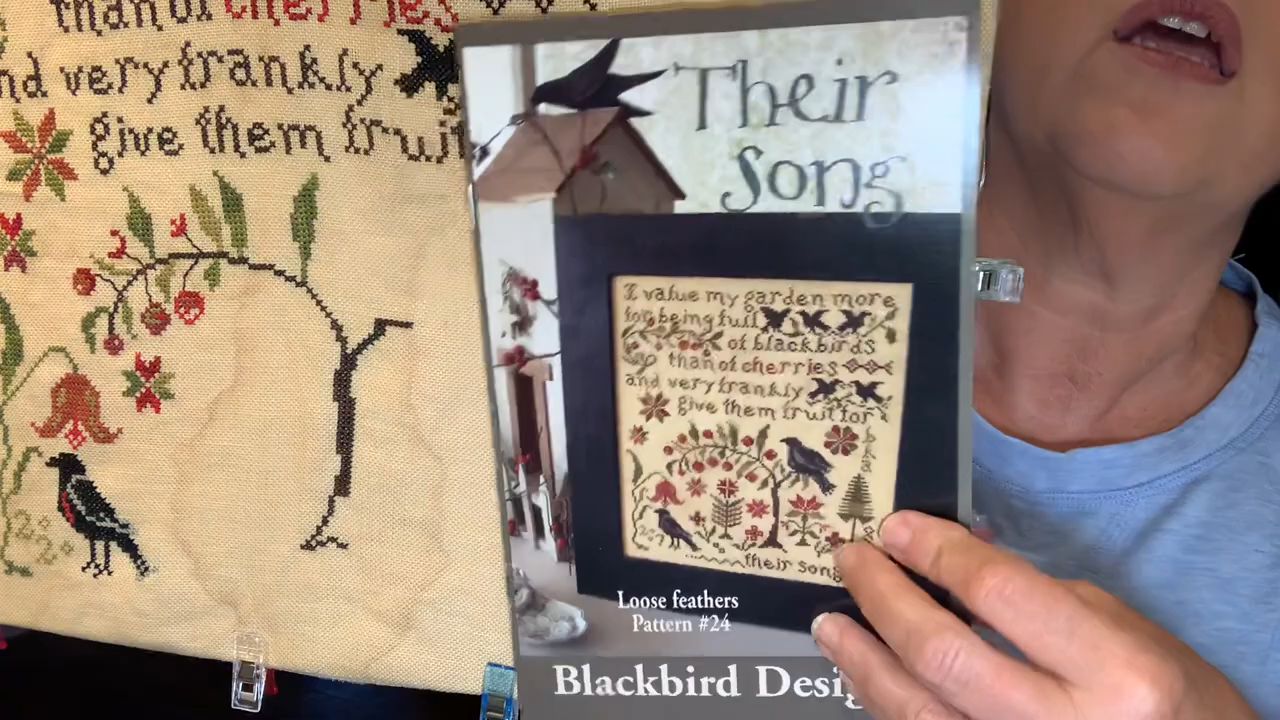 than of cherries
nd very frankly
give them fruit
Their
song
I value my garden more
for being full
of blackbirds
than of cherries
and very frankly
give them fruit for
their song
Loose feathers
Pattern #24
Blackbird Desig